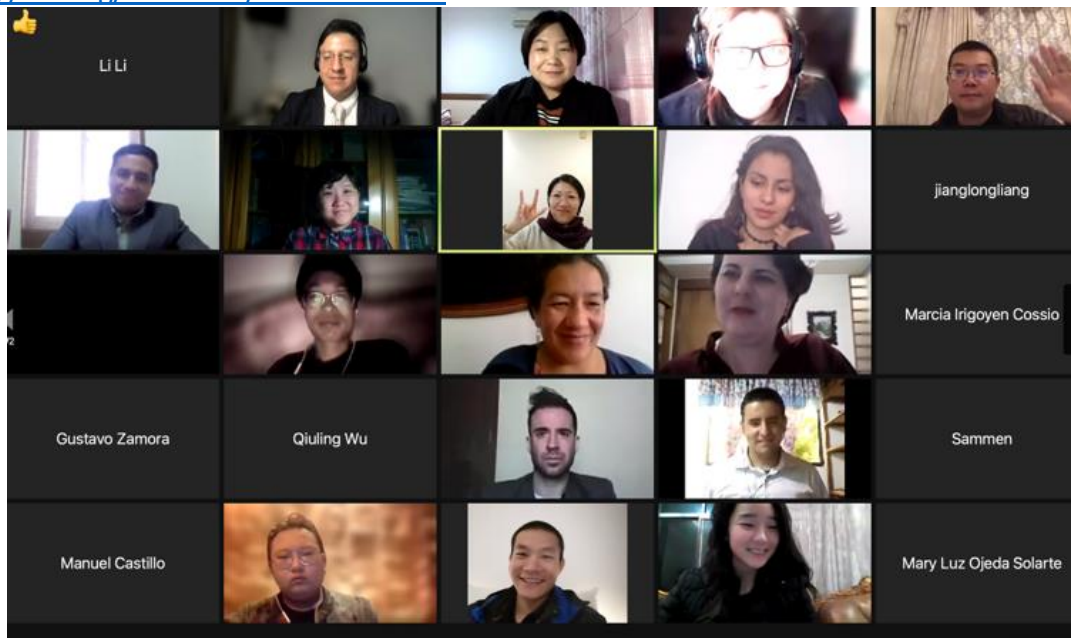 Li Li
jianglongliang
Marcia Irigoyen Cossio
Gustavo Zamora
Qiuling Wu
Sammen
Manuel Castillo
Mary Luz Ojeda Solarte